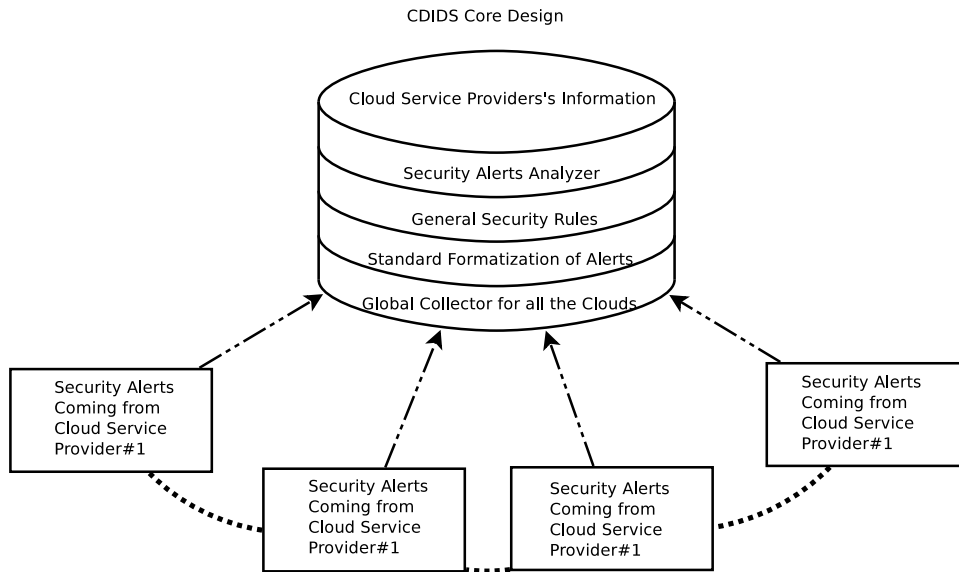 CDIDS Core Design
Cloud Service Providers's Information
Security Alerts Analyzer
General Security Rules
Standard Formatization of Alerts
Global Collector for all the Clouds
Security Alerts
Coming from
Cloud Service
Provider#1
Security Alerts
Coming from
Cloud Service
Provider#1
Security Alerts
Coming from
Cloud Service
Provider#1
Security Alerts
Coming from
Cloud Service
Provider#1